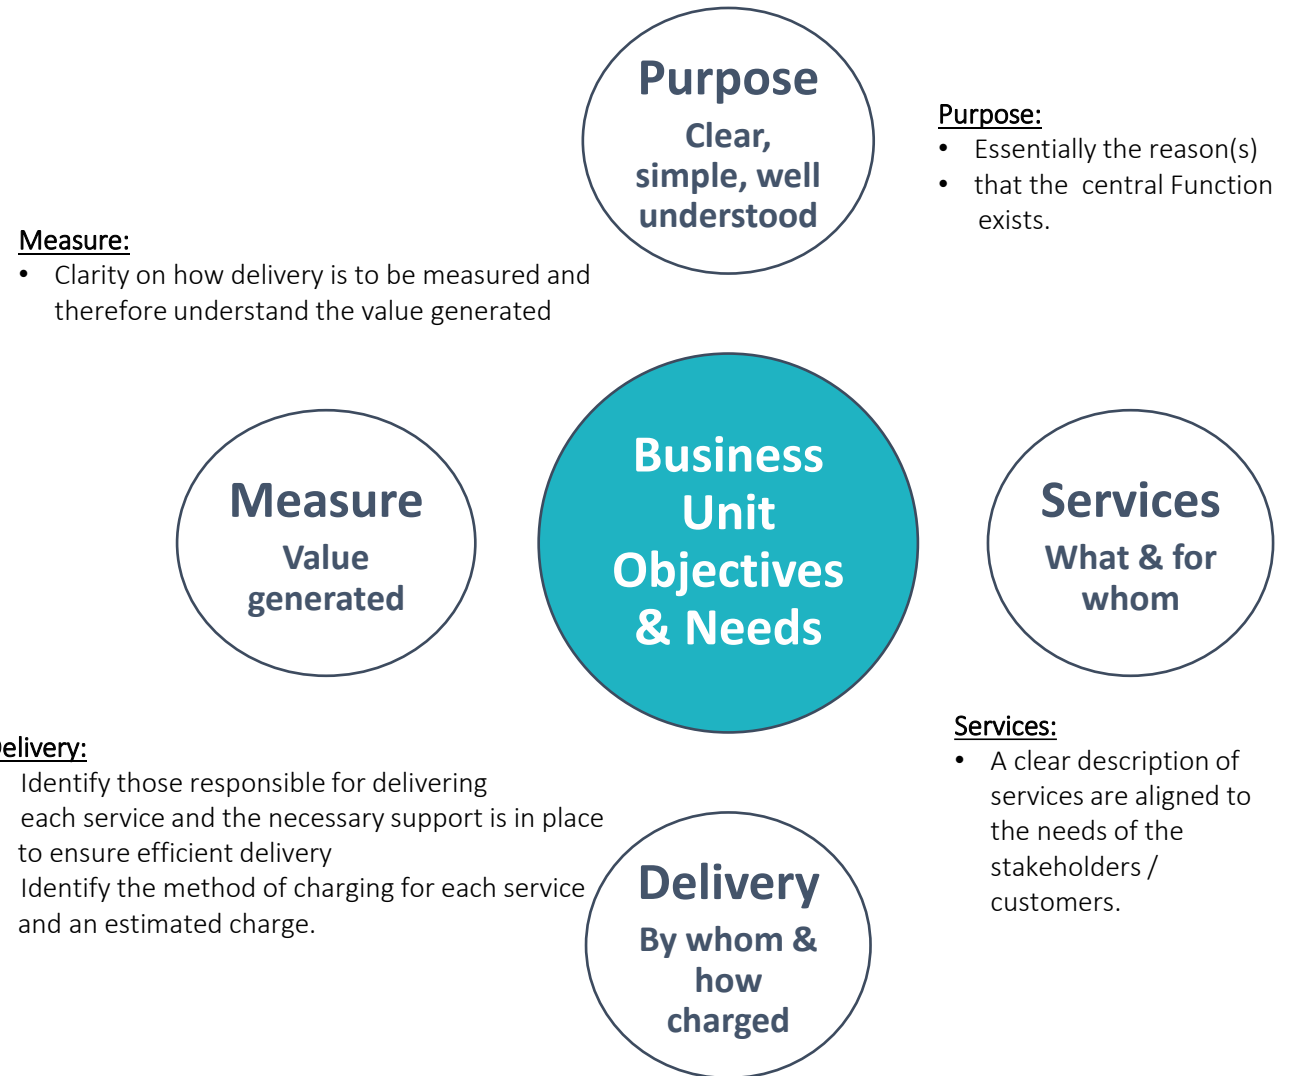 Purpose
Clear,
simple, well
understood
Purpose:
• Essentially the reason(s)
• that the central Function
exists.
Measure:
• Clarity on how delivery is to be measured and
therefore understand the value generated
Business
Unit
Objectives
& Needs
Measure
Value
generated
Services
What & for
whom
Services:
• A clear description of
services are aligned to
the needs of the
stakeholders /
customers.
Delivery:
Identify those responsible for delivering
each service and the necessary support is in place
to ensure efficient delivery
Identify the method of charging for each service
and an estimated charge.
Delivery
By whom &
how
charged